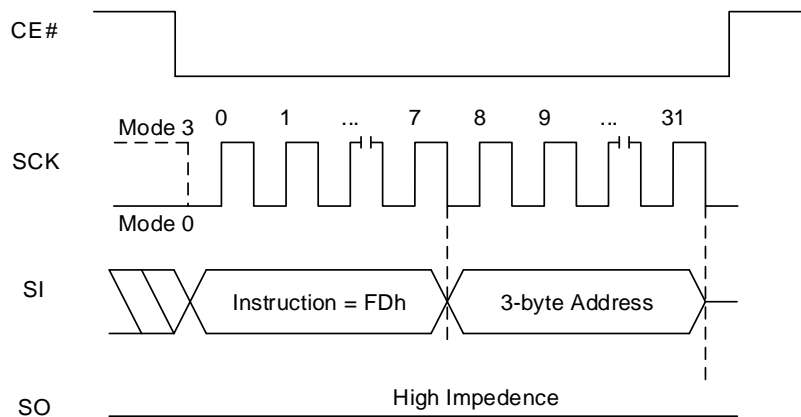 CE#
0 1 ... 7 8 9 ... 31
Mode 3
SCK
Mode 0
SI
Instruction = FDh
3-byte Address
High Impedence
SO